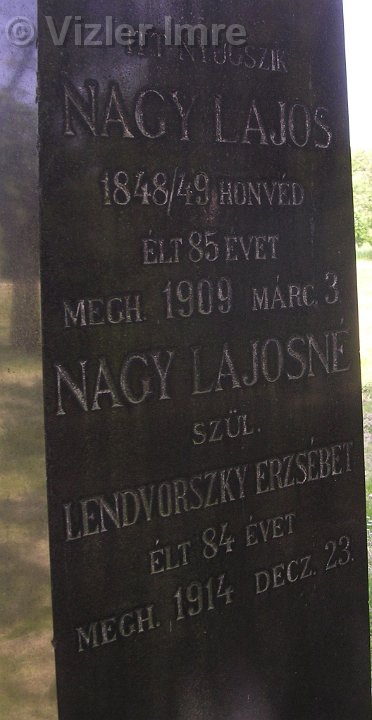 © Vizler Imre
ITT NYUGSZIK
NAGY LAJOS
1848/49 HONVÉD
ÉLT 85 ÉVET
MEGH. 1909 MÁRC. 3
NAGY LAJOSNÉ
SZÜL.
LENDVORSZKY ERZSÉBET
ÉLT 84 ÉVET
MEGH. 1914 DECZ. 23.